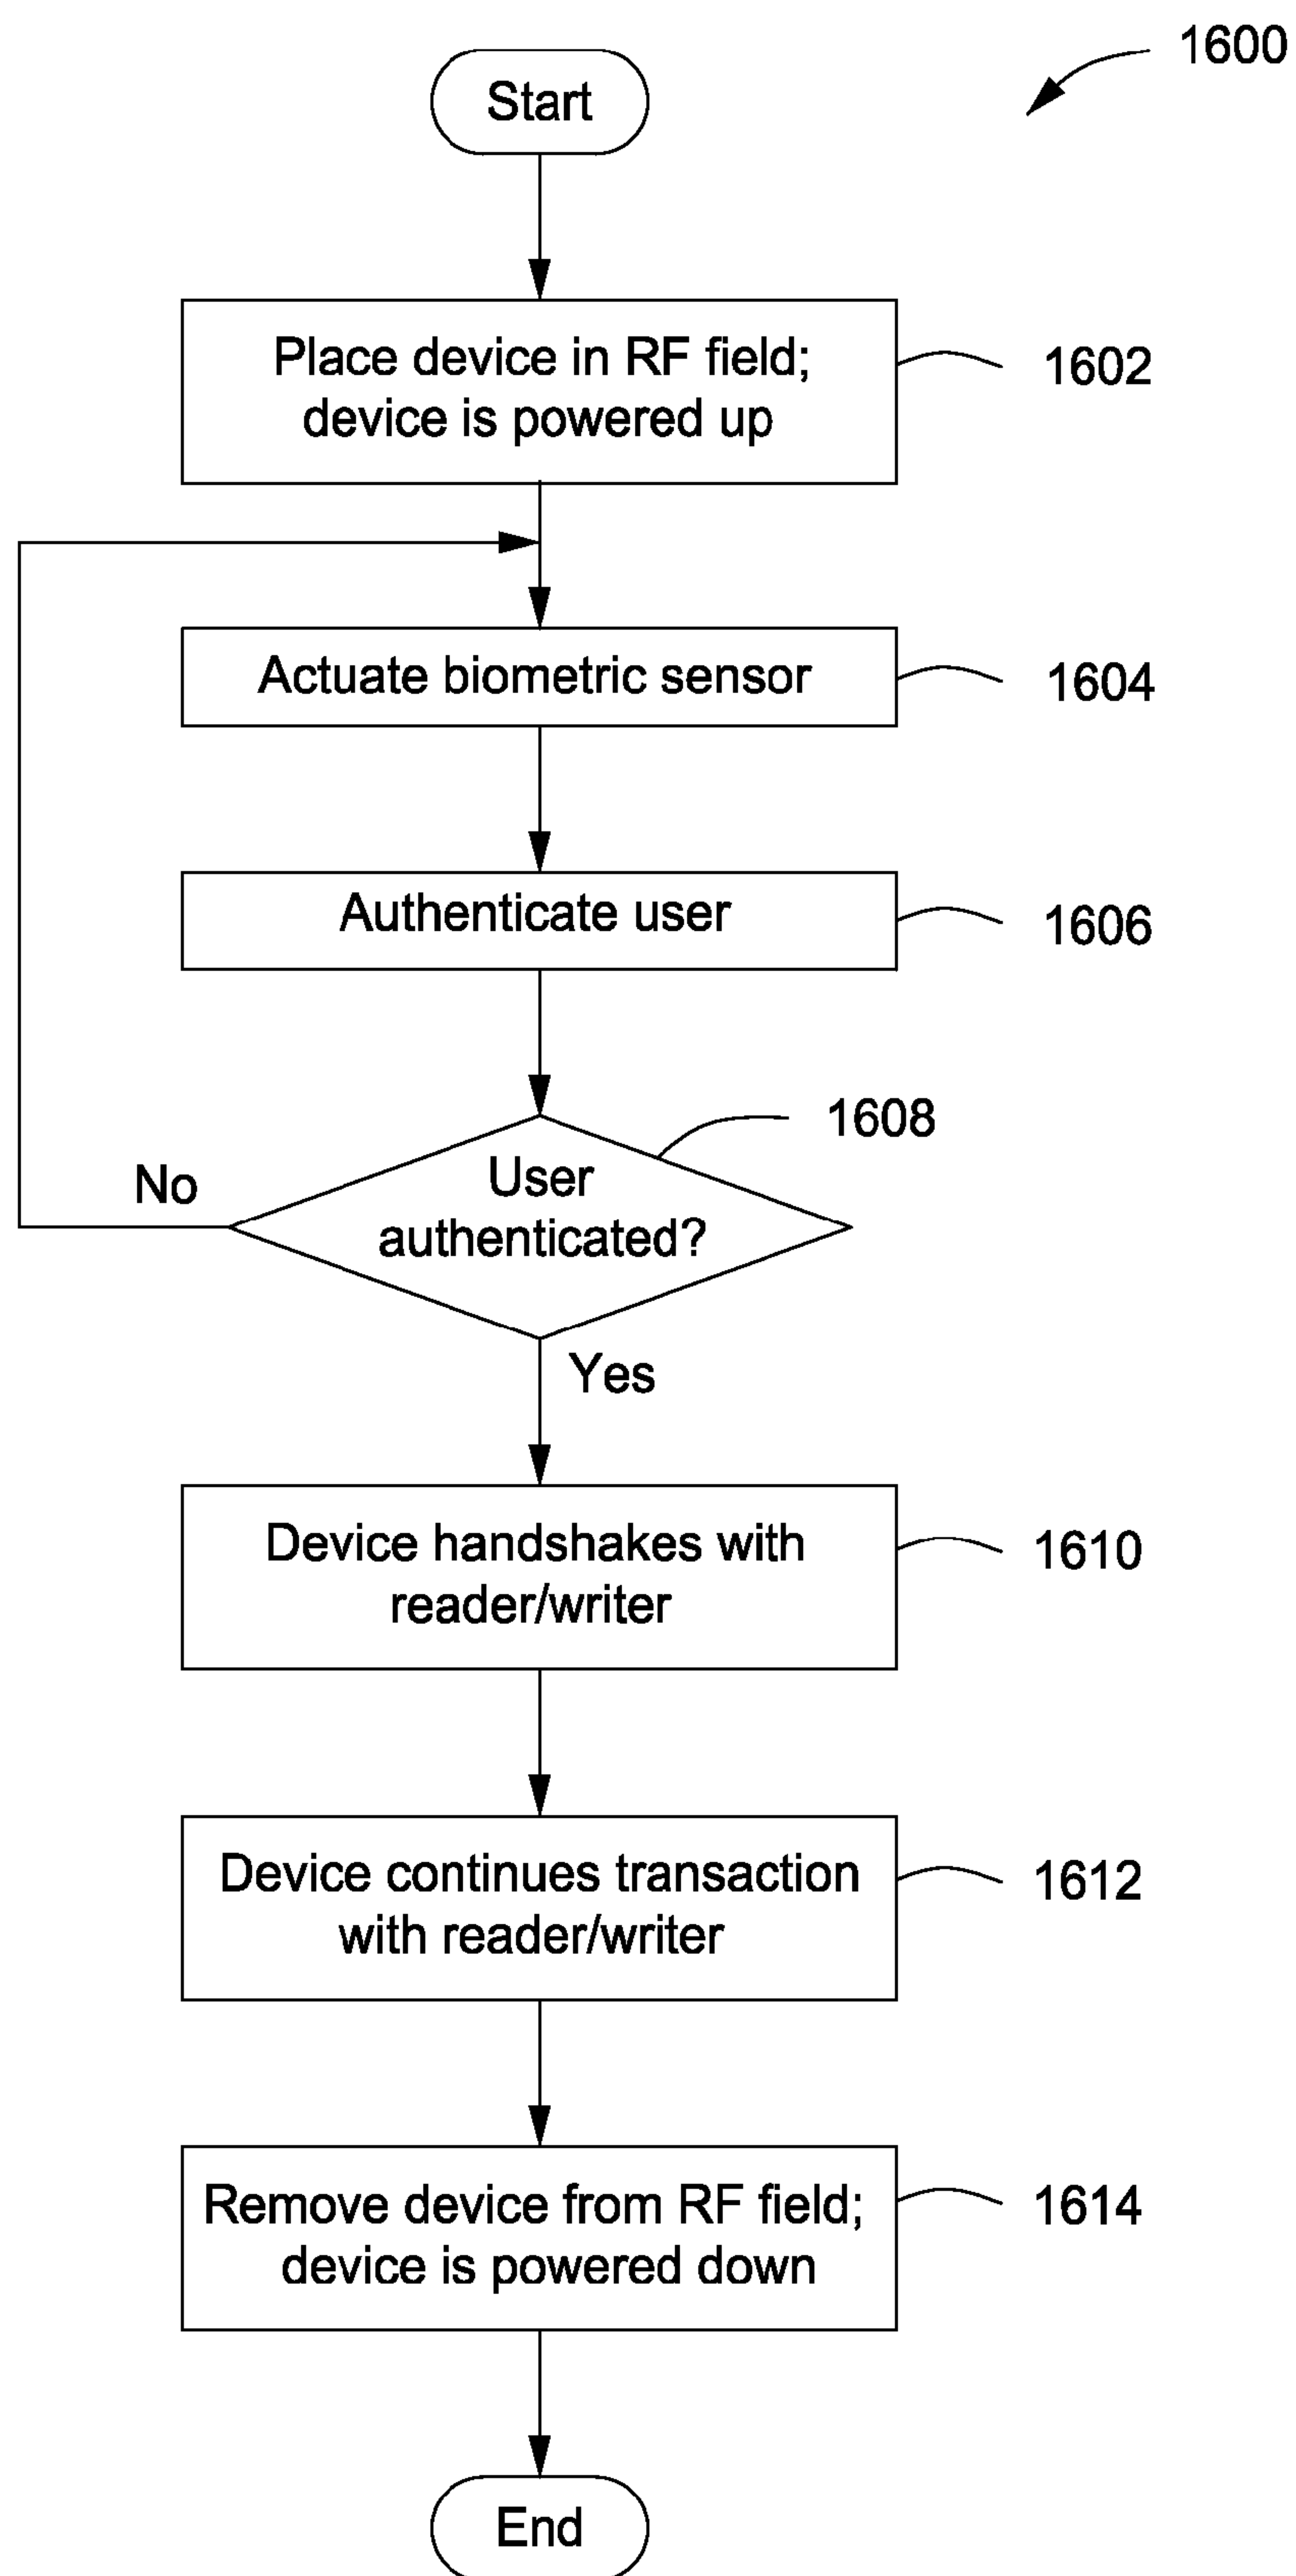 1600
Start
Place device in RF field;
device is powered up
1602
Actuate biometric sensor
1604
Authenticate user
1606
1608
User
authenticated?
No
Yes
Device handshakes with
reader/writer
1610
Device continues transaction
with reader/writer
1612
Remove device from RF field;
device is powered down
1614
End